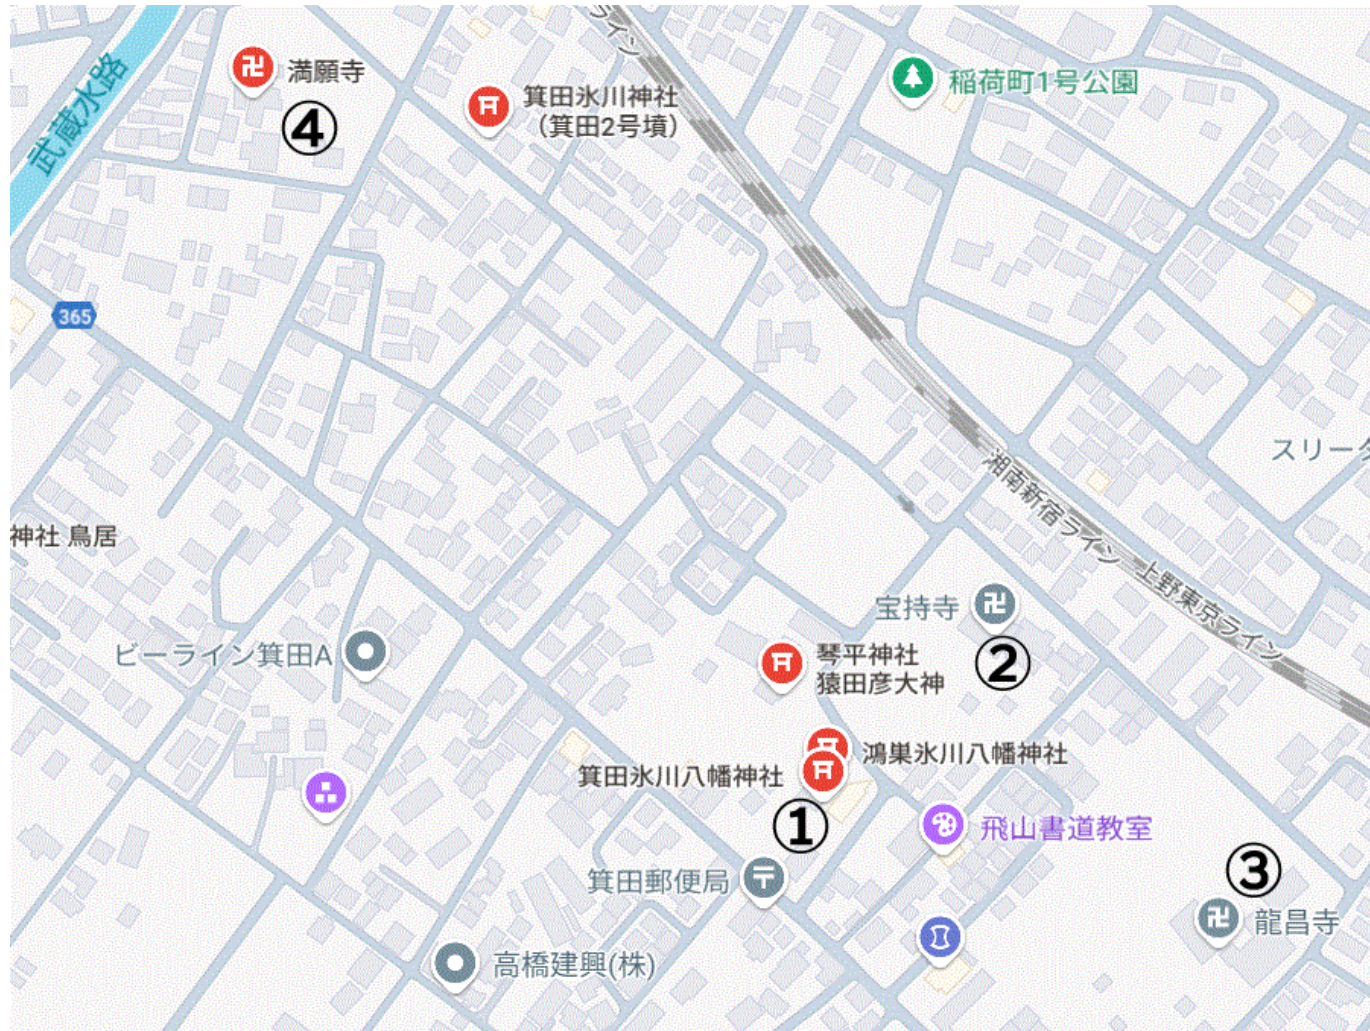 ライン
武蔵水路
満願寺
④
箕田氷川神社
（箕田2号墳）
稲荷町1号公園
365
スリータ
湘南新宿ライン
上野東京ライン
神社 鳥居
ビーライン箕田A
宝持寺
②
琴平神社
猿田彦大神
鴻巣氷川八幡神社
箕田氷川八幡神社
①
飛山書道教室
箕田郵便局
③
龍昌寺
高橋建興(株)